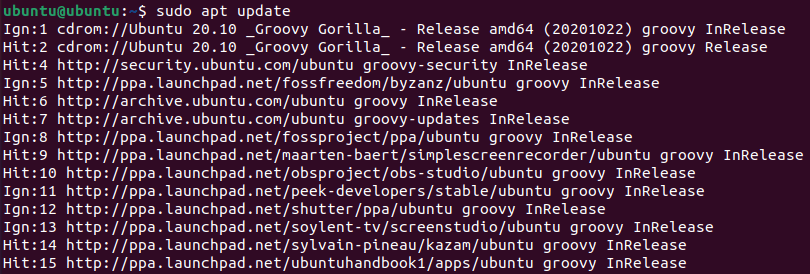 ubuntu@ubuntu:~$ sudo apt update
Ign:1 cdrom://Ubuntu 20.10 _Groovy Gorilla_ - Release amd64 (20201022) groovy InRelease
Hit:2 cdrom://Ubuntu 20.10 _Groovy Gorilla_ - Release amd64 (20201022) groovy Release
Hit:4 http://security.ubuntu.com/ubuntu groovy-security InRelease
Ign:5 http://ppa.launchpad.net/fossfreedom/byzanz/ubuntu groovy InRelease
Hit:6 http://archive.ubuntu.com/ubuntu groovy InRelease
Hit:7 http://archive.ubuntu.com/ubuntu groovy-updates InRelease
Ign:8 http://ppa.launchpad.net/fossproject/ppa/ubuntu groovy InRelease
Hit:9 http://ppa.launchpad.net/maarten-baert/simplescreenrecorder/ubuntu groovy InRelease
Hit:10 http://ppa.launchpad.net/obsproject/obs-studio/ubuntu groovy InRelease
Ign:11 http://ppa.launchpad.net/peek-developers/stable/ubuntu groovy InRelease
Ign:12 http://ppa.launchpad.net/shutter/ppa/ubuntu groovy InRelease
Ign:13 http://ppa.launchpad.net/soylent-tv/screenstudio/ubuntu groovy InRelease
Hit:14 http://ppa.launchpad.net/sylvain-pineau/kazam/ubuntu groovy InRelease
Hit:15 http://ppa.launchpad.net/ubuntuhandbook1/apps/ubuntu groovy InRelease